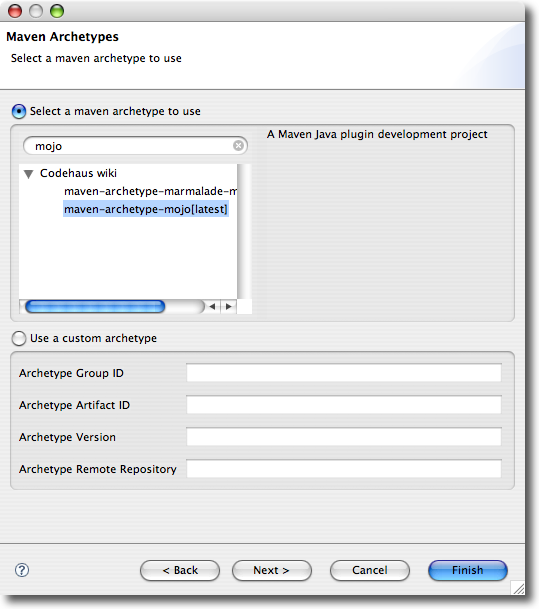 Maven Archetypes
Select a maven archetype to use
Select a maven archetype to use
mojo
A Maven Java plugin development project
Codehaus wiki
maven-archetype-marmalade-m
maven-archetype-mojo[latest]
Use a custom archetype
Archetype Group ID
Archetype Artifact ID
Archetype Version
Archetype Remote Repository
? < Back Next > Cancel Finish